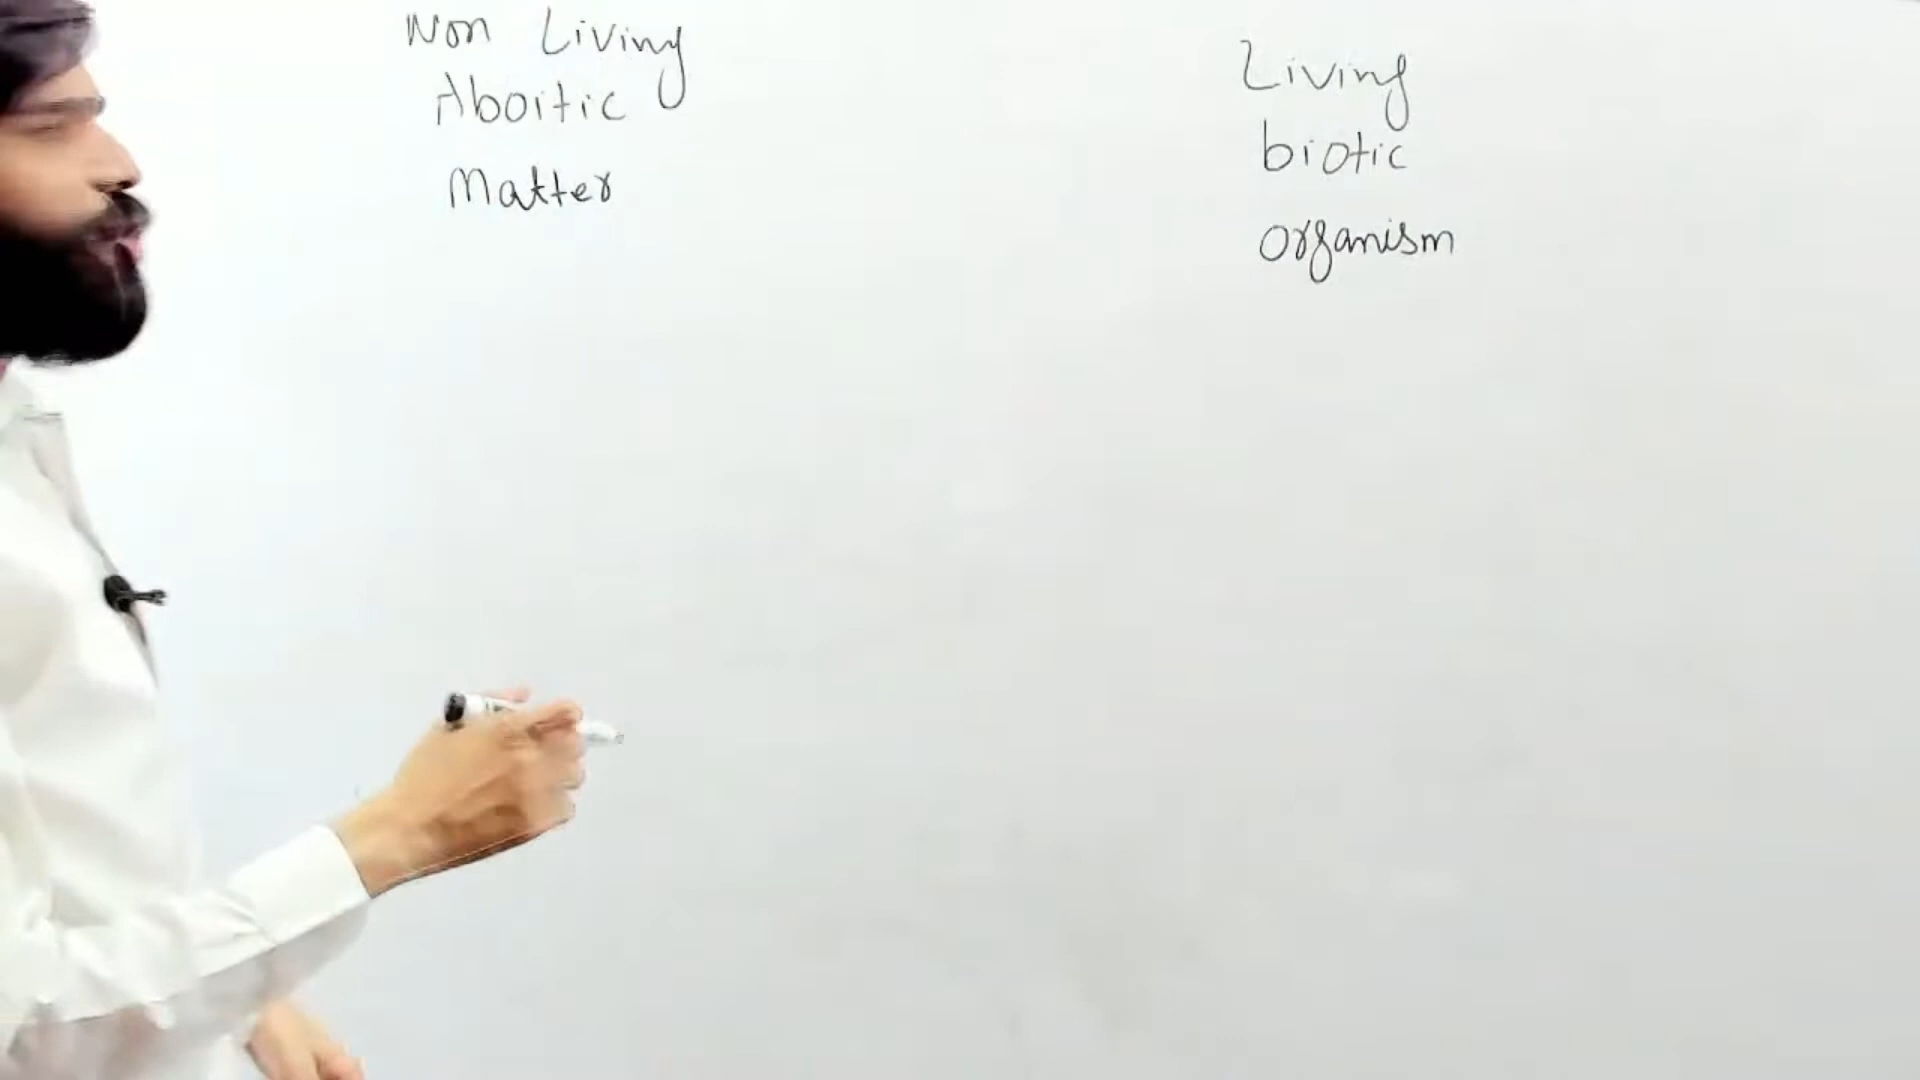 Non Living
Aboitic
Matter
Living
biotic
organism